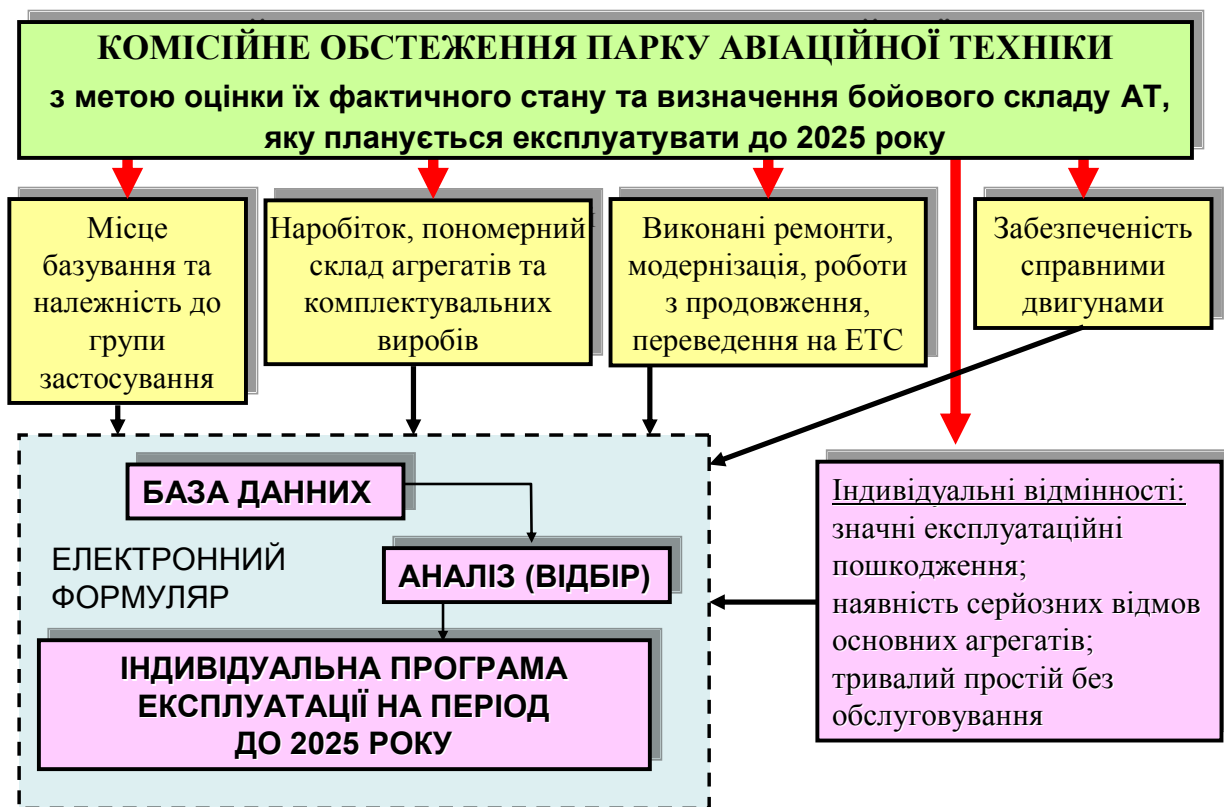 КОМІСІЙНЕ ОБСТЕЖЕННЯ ПАРКУ АВІАЦІЙНОЇ ТЕХНІКИ
з метою оцінки їх фактичного стану та визначення бойового складу АТ,
яку планується експлуатувати до 2025 року
Місце
базування та
належність до
групи
застосування
Наробіток, пономерний
склад агрегатів та
комплектувальних
виробів
Виконані ремонти,
модернізація, роботи
з продовження,
переведення на ЕТС
Забезпеченість
справними
двигунами
БАЗА ДАННИХ
ЕЛЕКТРОННИЙ
ФОРМУЛЯР
АНАЛІЗ (ВІДБІР)
ІНДИВІДУАЛЬНА ПРОГРАМА
ЕКСПЛУАТАЦІЇ НА ПЕРІОД
ДО 2025 РОКУ
Індивідуальні відмінності:
значні експлуатаційні
пошкодження;
наявність серйозних відмов
основних агрегатів;
тривалий простій без
обслуговування